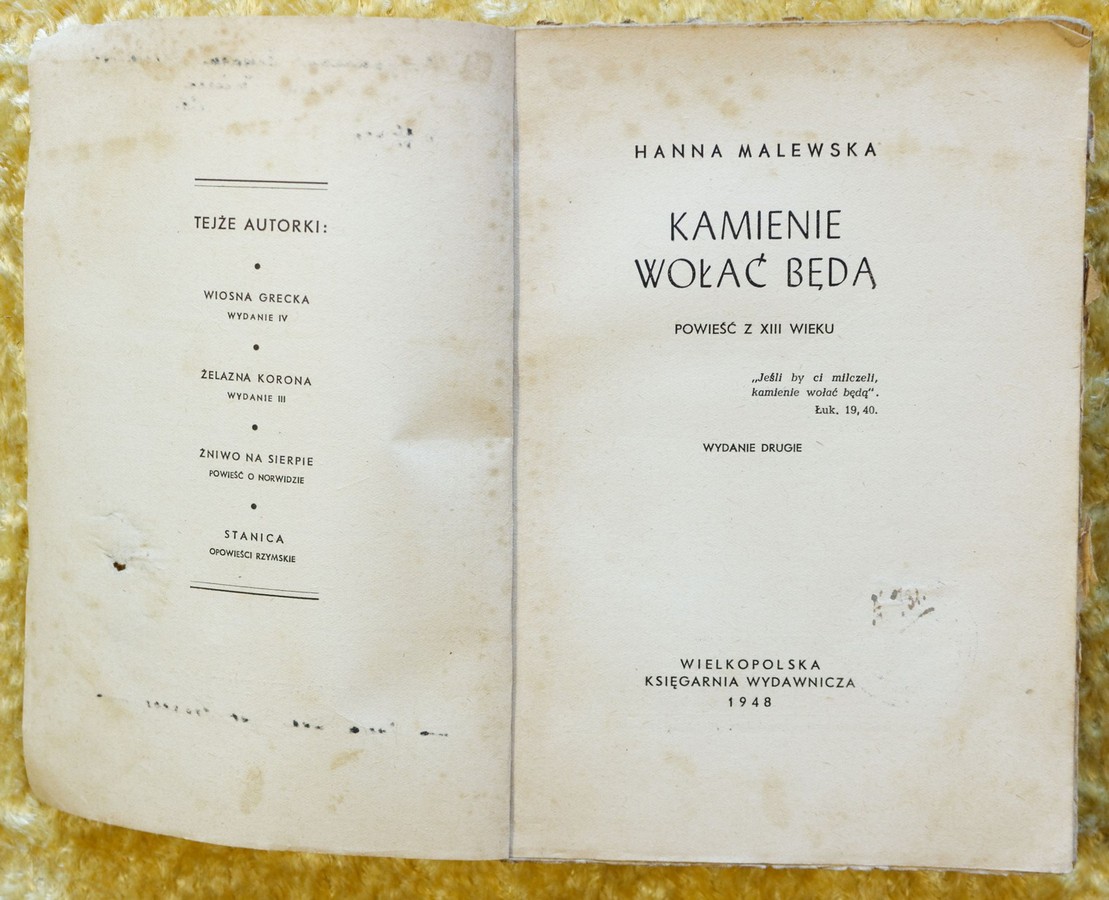 TEJŻE AUTORKI:
WIOSNA GRECKA
WYDANIE IV
ŻELAZNA KORONA
WYDANIE III
ŻNIWO NA SIERPIE
POWIEŚĆ O NORWIDZIE
STANICA
OPOWIEŚCI RZYMSKIE
HANNA MALEWSKA
KAMIENIE
WOŁAĆ BĘDĄ
POWIEŚĆ Z XIII WIEKU
„Jeśli by ci milczeli,
kamienie wołać będą".
Łuk. 19, 40.
WYDANIE DRUGIE
WIELKOPOLSKA
KSIĘGARNIA WYDAWNICZA
1948